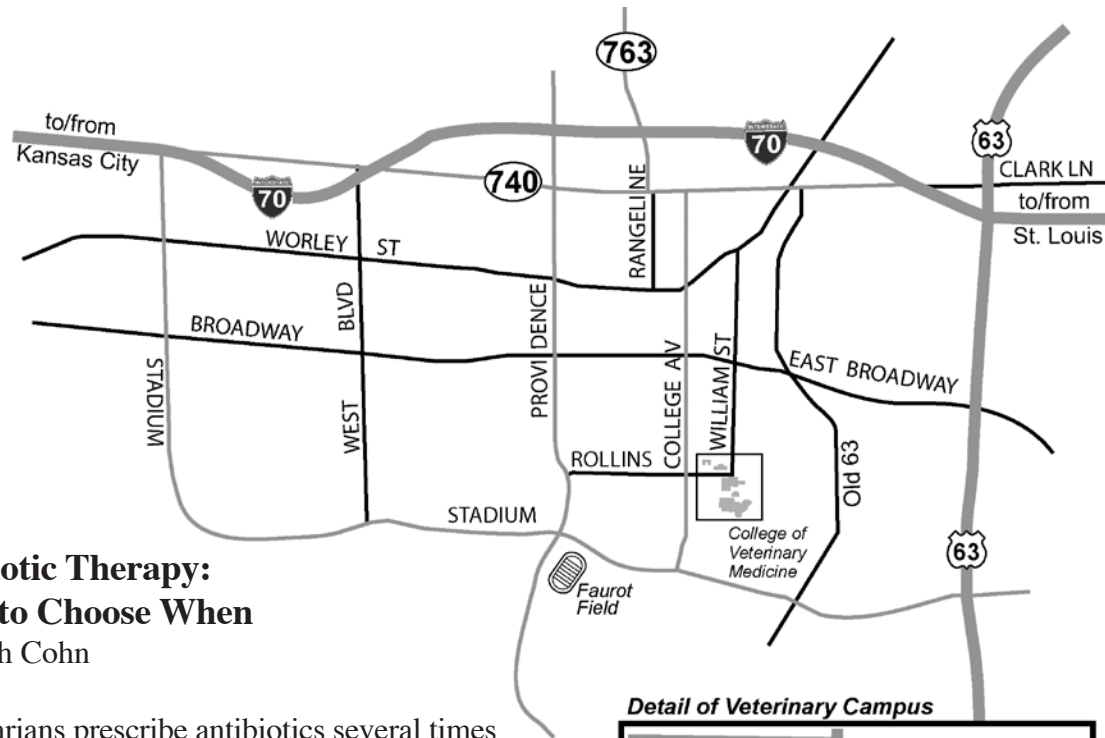 763
to/from
Kansas City
70
70
63
740
CLARK LN
to/from
St. Louis
RANGELINE
WORLEY ST
BLVD
PROVIDENCE
BROADWAY
STADIUM
WEST
COLLEGE AV
WILLIAM ST
EAST BROADWAY
ROLLINS
OLD 63
STADIUM
College of
Veterinary
Medicine
63
Faurot
Field
otic Therapy:
to Choose When
h Cohn
arians prescribe antibiotics several times
Detail of Veterinary Campus